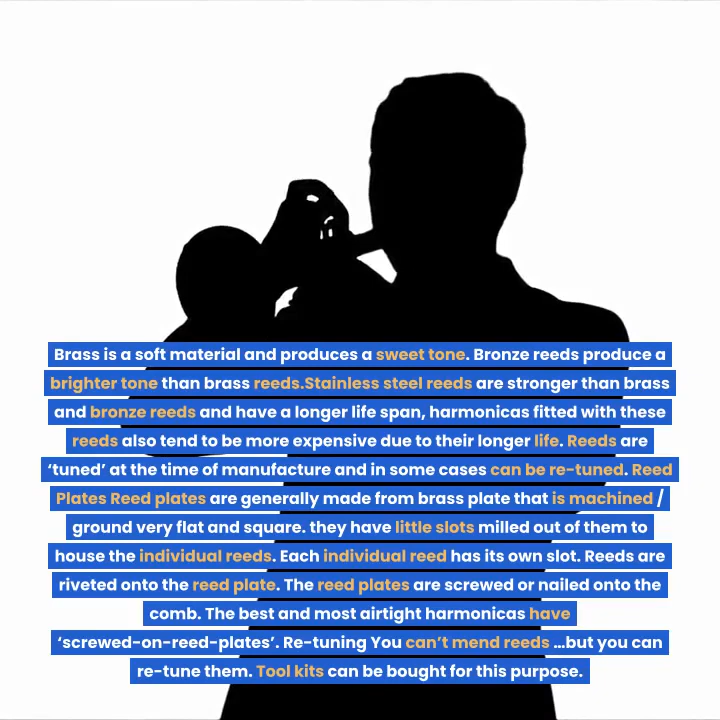 Brass is a soft material and produces a sweet tone. Bronze reeds produce a
brighter tone than brass reeds.Stainless steel reeds are stronger than brass
and bronze reeds and have a longer life span, harmonicas fitted with these
reeds also tend to be more expensive due to their longer life. Reeds are
‘tuned’ at the time of manufacture and in some cases can be re-tuned. Reed
Plates Reed plates are generally made from brass plate that is machined /
ground very flat and square. they have little slots milled out of them to
house the individual reeds. Each individual reed has its own slot. Reeds are
riveted onto the reed plate. The reed plates are screwed or nailed onto the
comb. The best and most airtight harmonicas have
‘screwed-on-reed-plates’. Re-tuning You can’t mend reeds …but you can
re-tune them. Tool kits can be bought for this purpose.